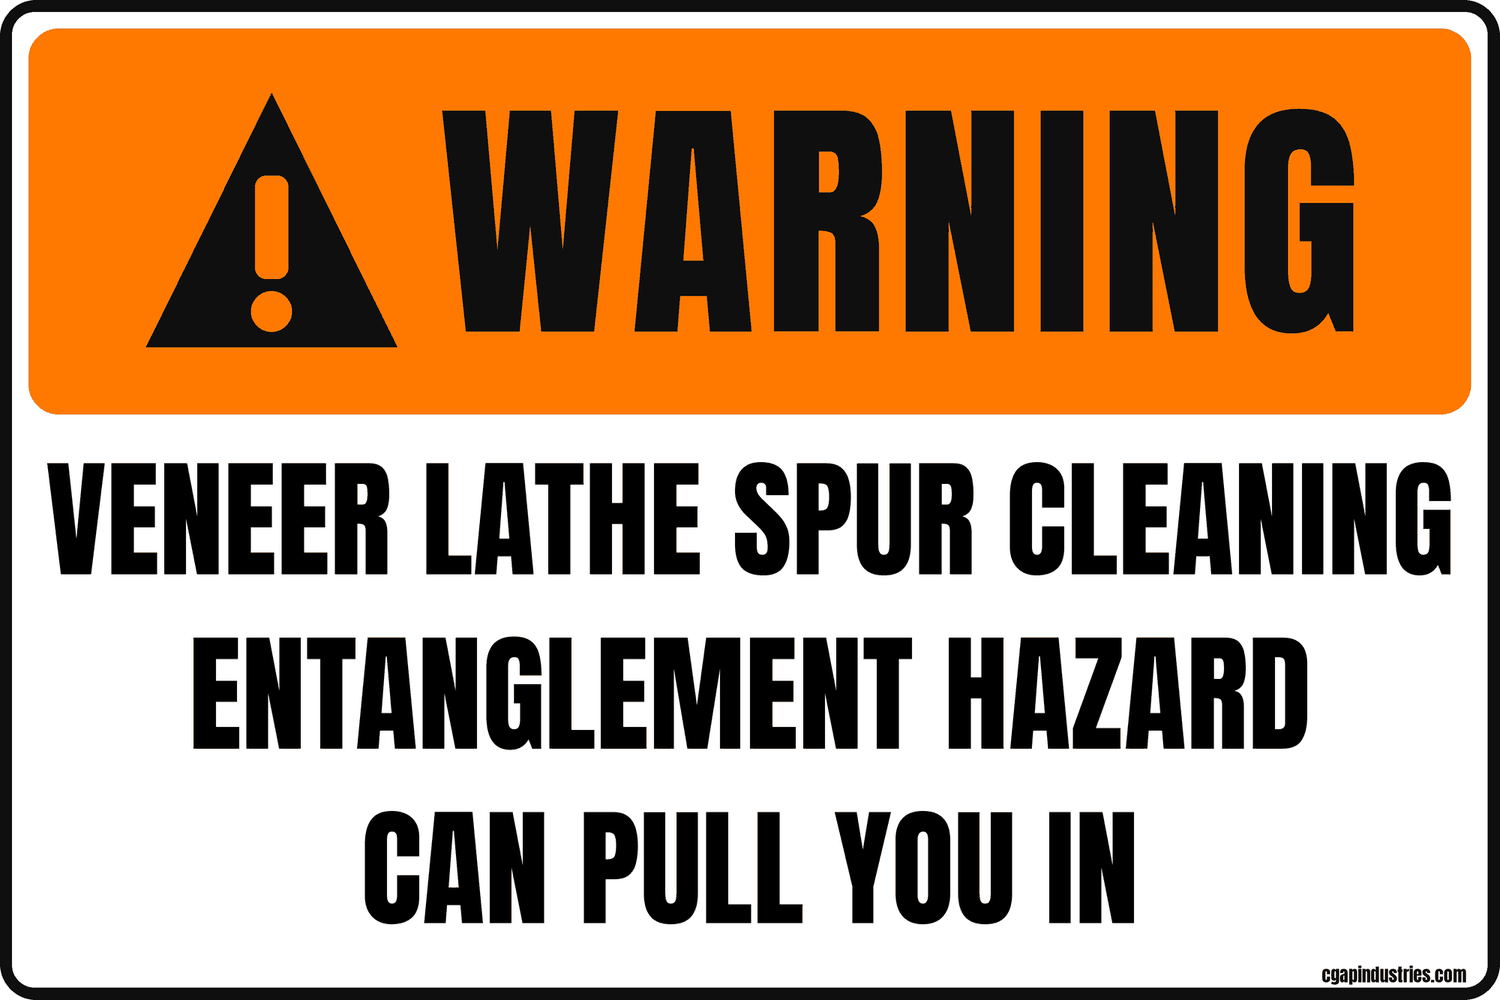 WARNING
VENEER LATHE SPUR CLEANING
ENTANGLEMENT HAZARD
CAN PULL YOU IN
cgapindustries.com